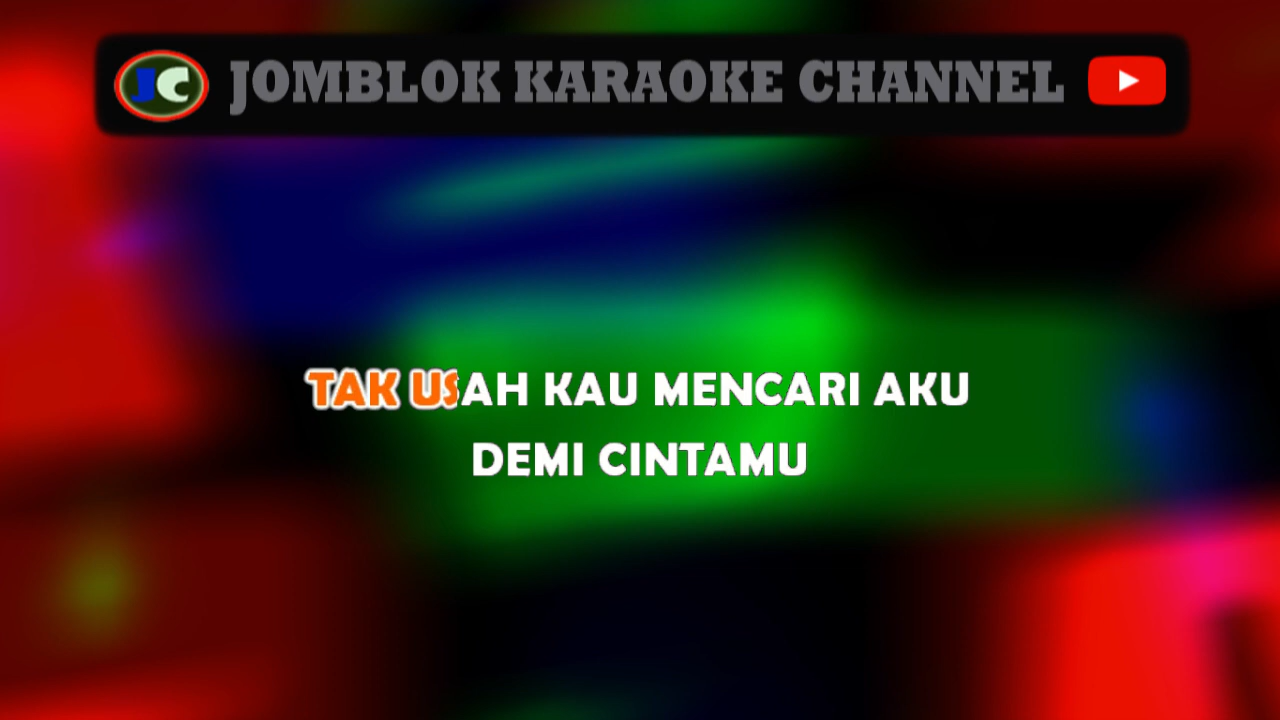 JC JOMBLOK KARAOKE CHANNEL
TAK USAH KAU MENCARI AKU
DEMI CINTAMU